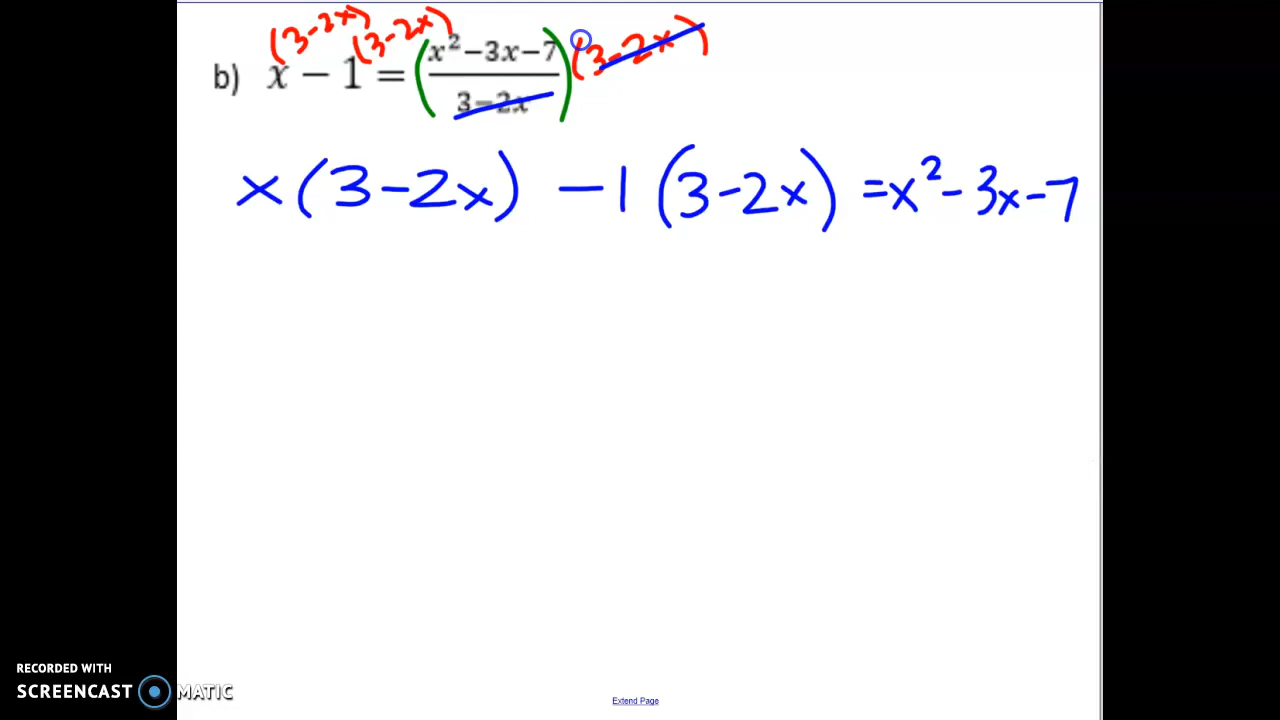 (3-2x) (3-2x)
b) x − 1 = (x²−3x−7 / 3−2x) (3-2x)
x(3-2x) -1(3-2x) = x²-3x-7
RECORDED WITH
SCREENCAST MATIC
Extend Page